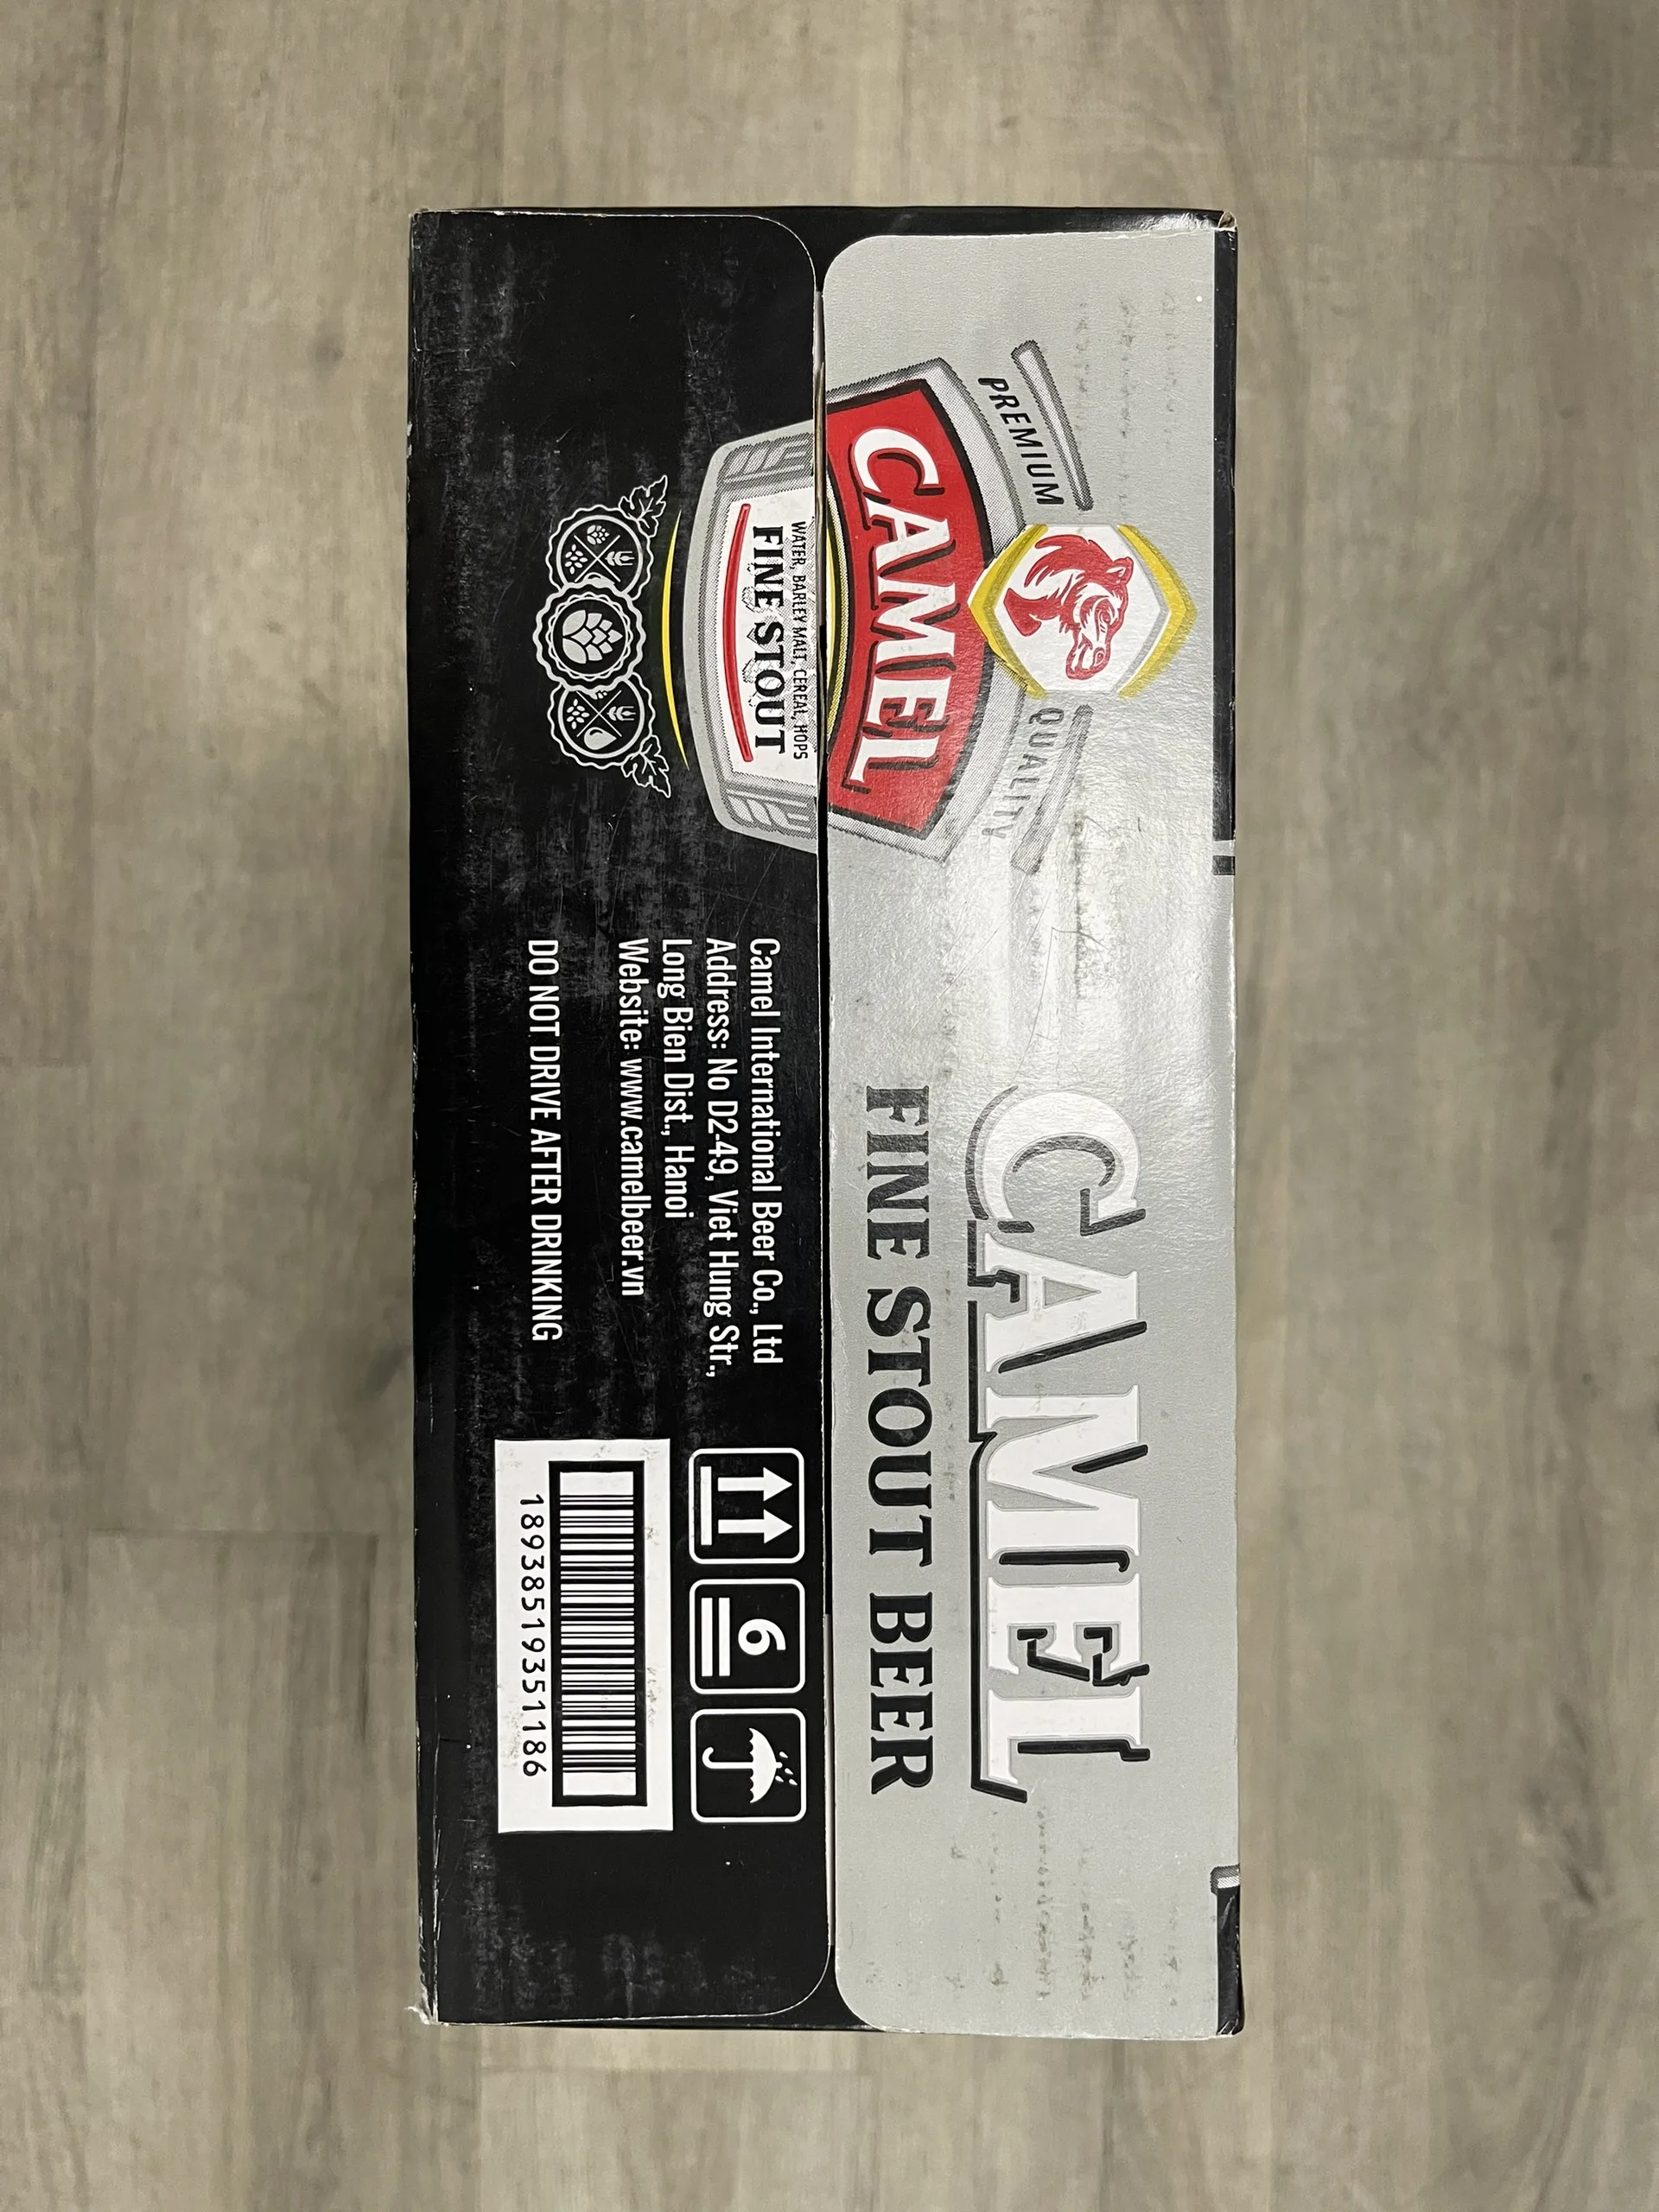 PREMIUM QUALITY
CAMEL
WATER, BARLEY MALT, CEREAL, HOPS
FINE STOUT
CAMEL
FINE STOUT BEER
Camel International Beer Co., Ltd
Address: No D2-49, Viet Hung Str.,
Long Bien Dist., Hanoi
Website: www.camelbeer.vn
DO NOT DRIVE AFTER DRINKING
6
18938519351186